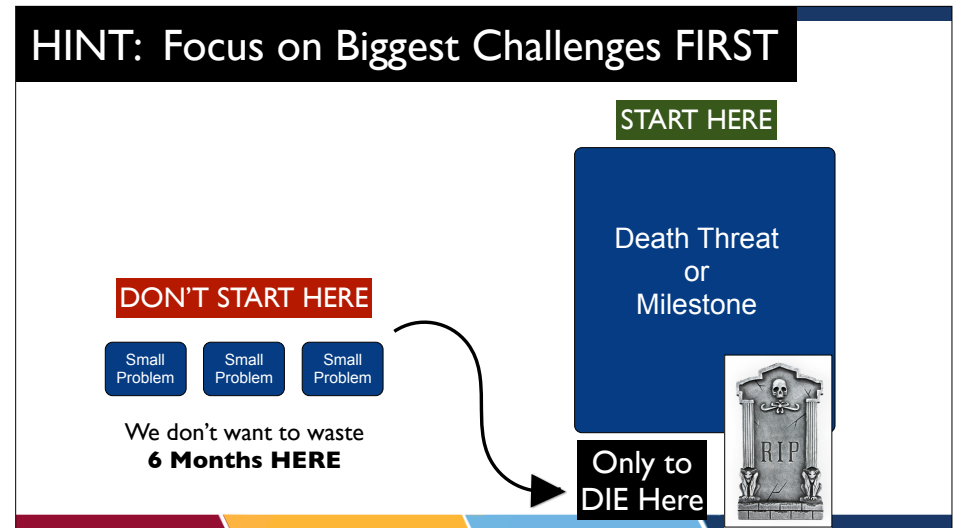 HINT: Focus on Biggest Challenges FIRST
START HERE
Death Threat
or
Milestone
DON'T START HERE
Small
Problem
Small
Problem
Small
Problem
We don't want to waste
6 Months HERE
Only to
DIE Here
RIP